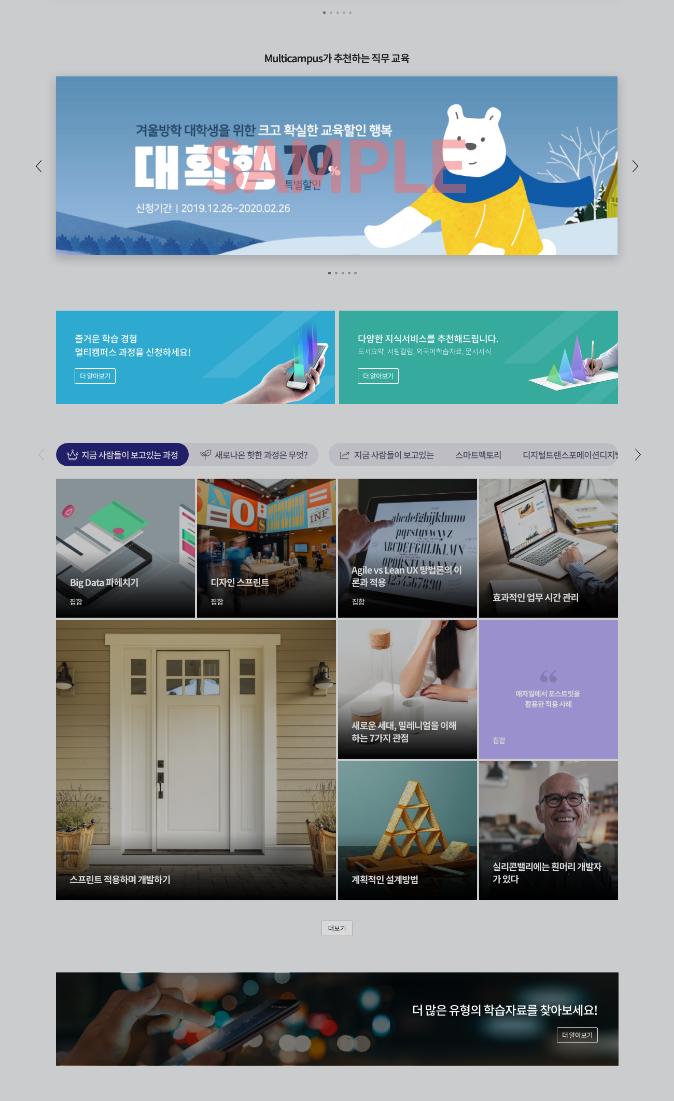 Multicampus가 추천하는 직무 교육
겨울방학 대학생을 위한 크고 확실한 교육할인 행복
대확행 70%
특별할인
SAMPLE
신청기간 | 2019.12.26~2020.02.26
즐거운 학습 경험
멀티캠퍼스 과정을 신청하세요!
더 알아보기
다양한 지식서비스를 추천해드립니다.
도서요약, 서평칼럼, 외국어학습자료, 문서서식
더 알아보기
지금 사람들이 보고있는 과정
새로나온 핫한 과정은 무엇?
지금 사람들이 보고있는
스마트팩토리
디지털트랜스포메이션디지털
Big Data 파헤치기
집합
디자인 스프린트
집합
Agile vs Lean UX 방법론의 이
론과 적용
집합
효과적인 업무 시간 관리
스프린트 적용하며 개발하기
새로운 세대, 밀레니얼을 이해
하는 7가지 관점
애자일에서 포스트잇을
활용한 적용 사례
집합
계획적인 설계방법
실리콘밸리에는 흰머리 개발자
가 있다
더보기
더 많은 유형의 학습자료를 찾아보세요!
더 알아보기